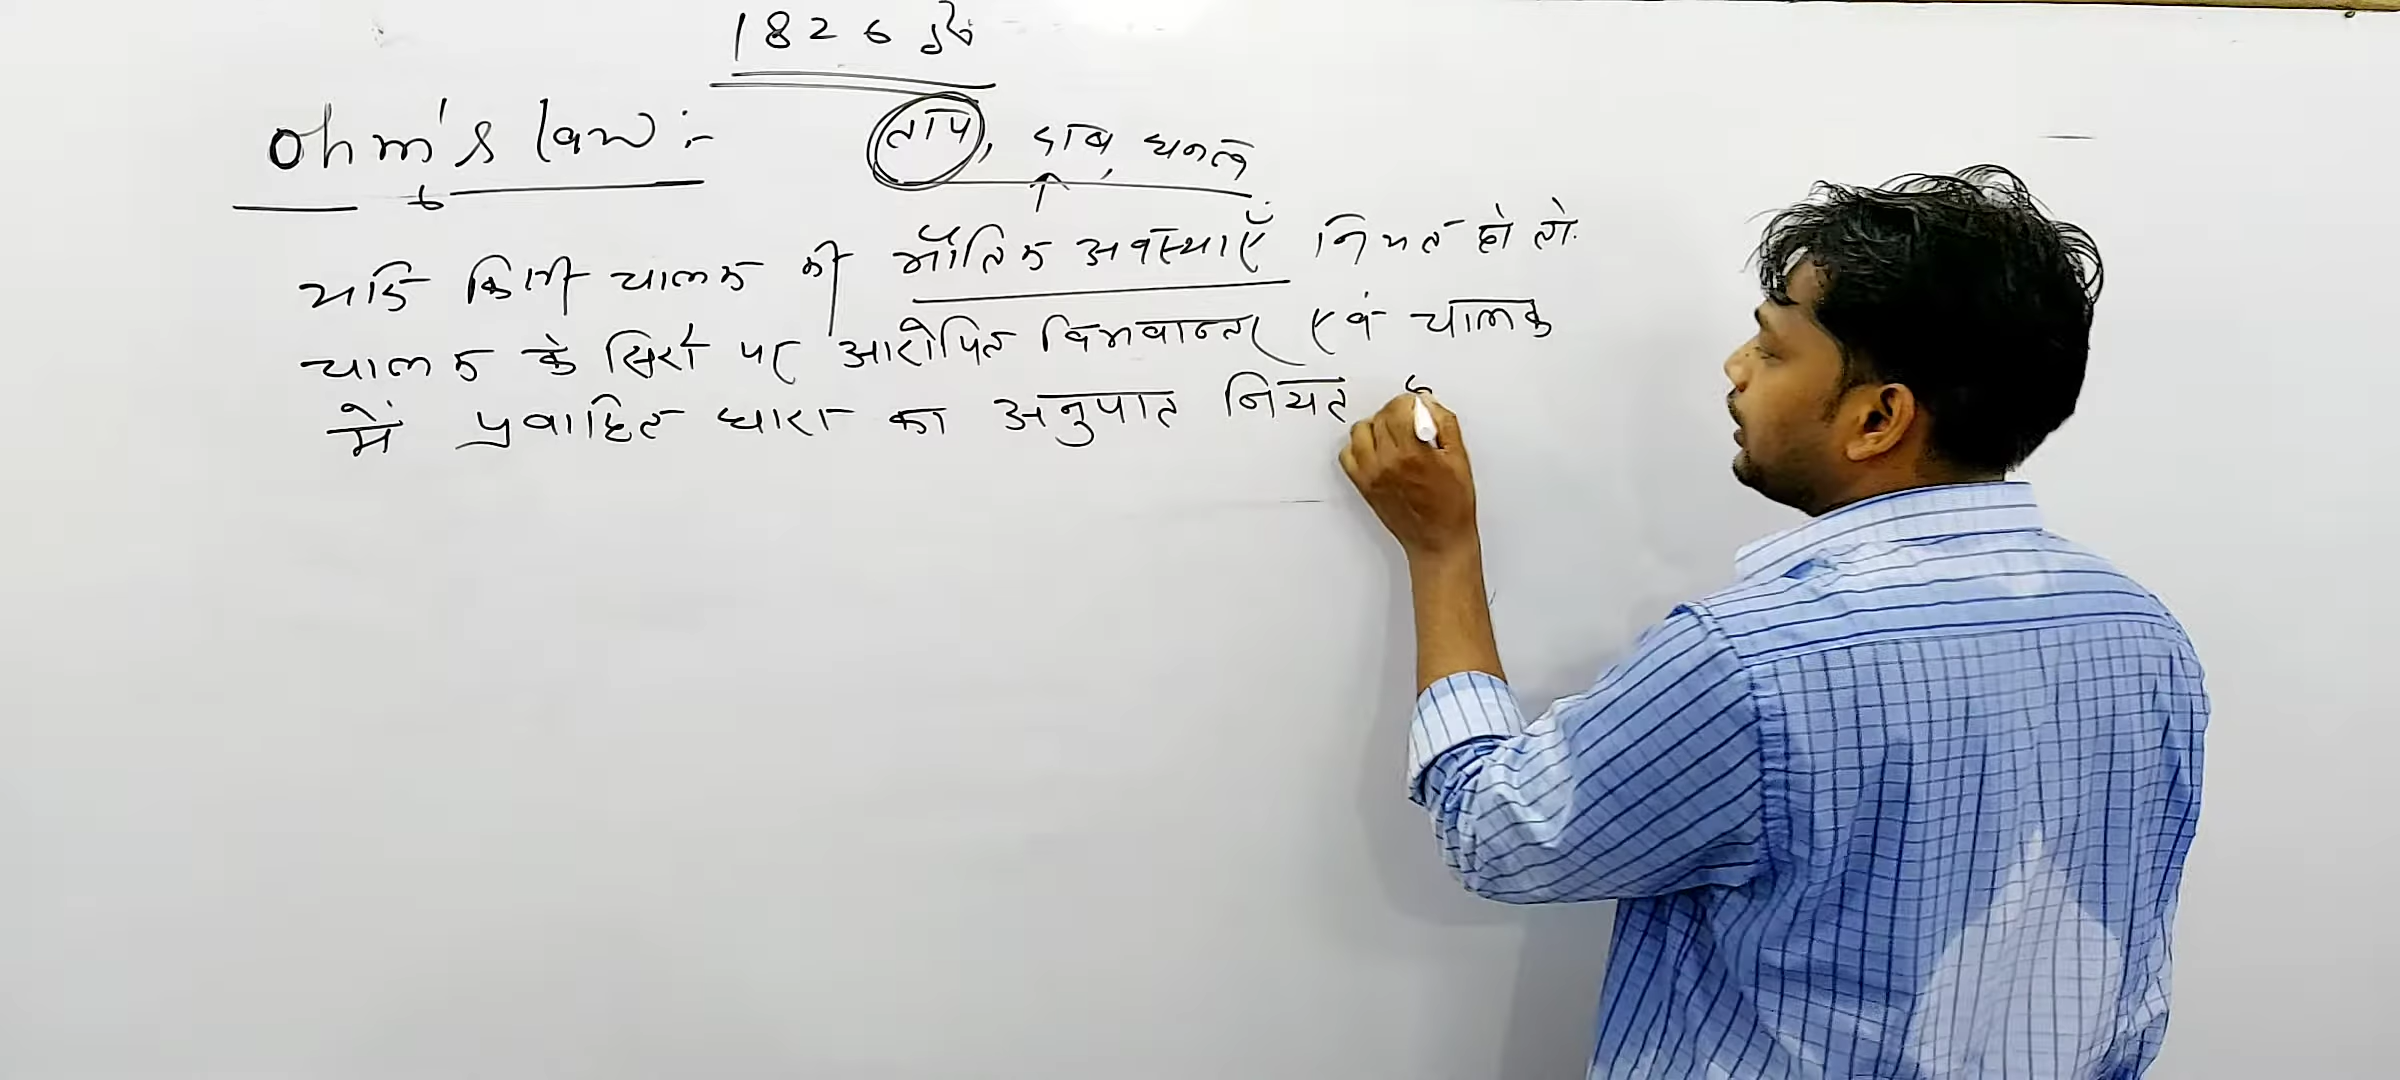 1826 ई॰
Ohm's law :-
ताप, दाब, घनत्व
यदि किसी चालक की भौतिक अवस्थाएँ नियत हो तो
चालक के सिरों पर आरोपित विभवान्तर एवं चालक
में प्रवाहित धारा का अनुपात नियत